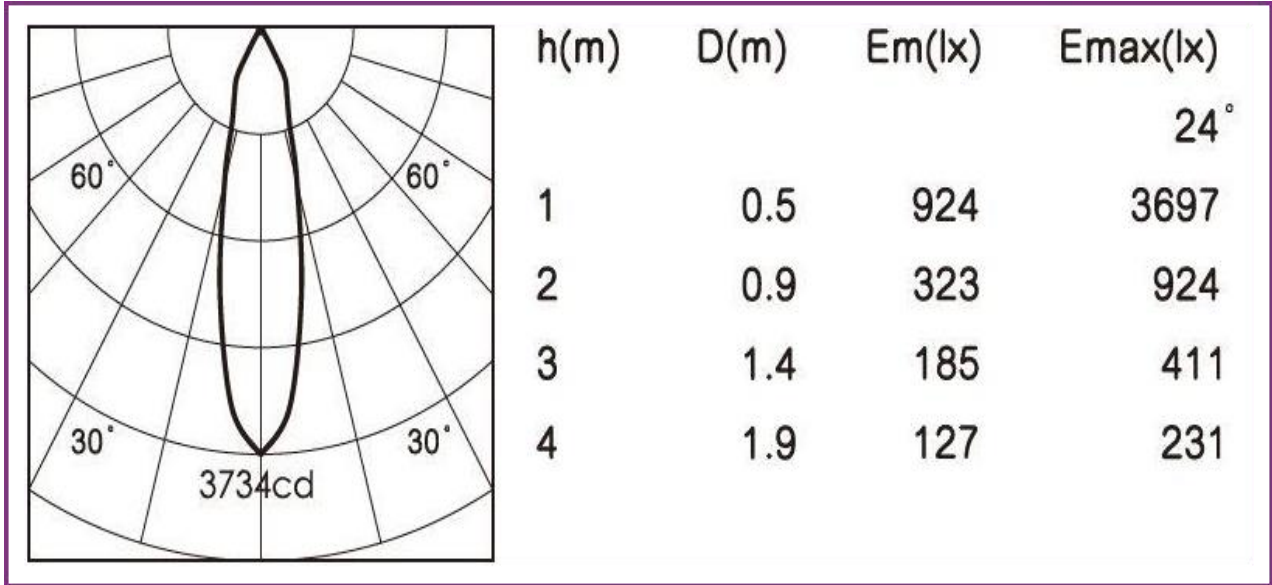 60° 60°
30° 30°
3734cd
h(m) D(m) Em(lx) Emax(lx)
24°
1 0.5 924 3697
2 0.9 323 924
3 1.4 185 411
4 1.9 127 231